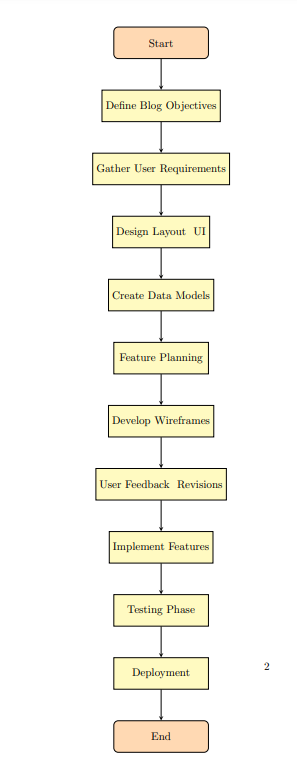 Start
Define Blog Objectives
Gather User Requirements
Design Layout UI
Create Data Models
Feature Planning
Develop Wireframes
User Feedback Revisions
Implement Features
Testing Phase
2
Deployment
End